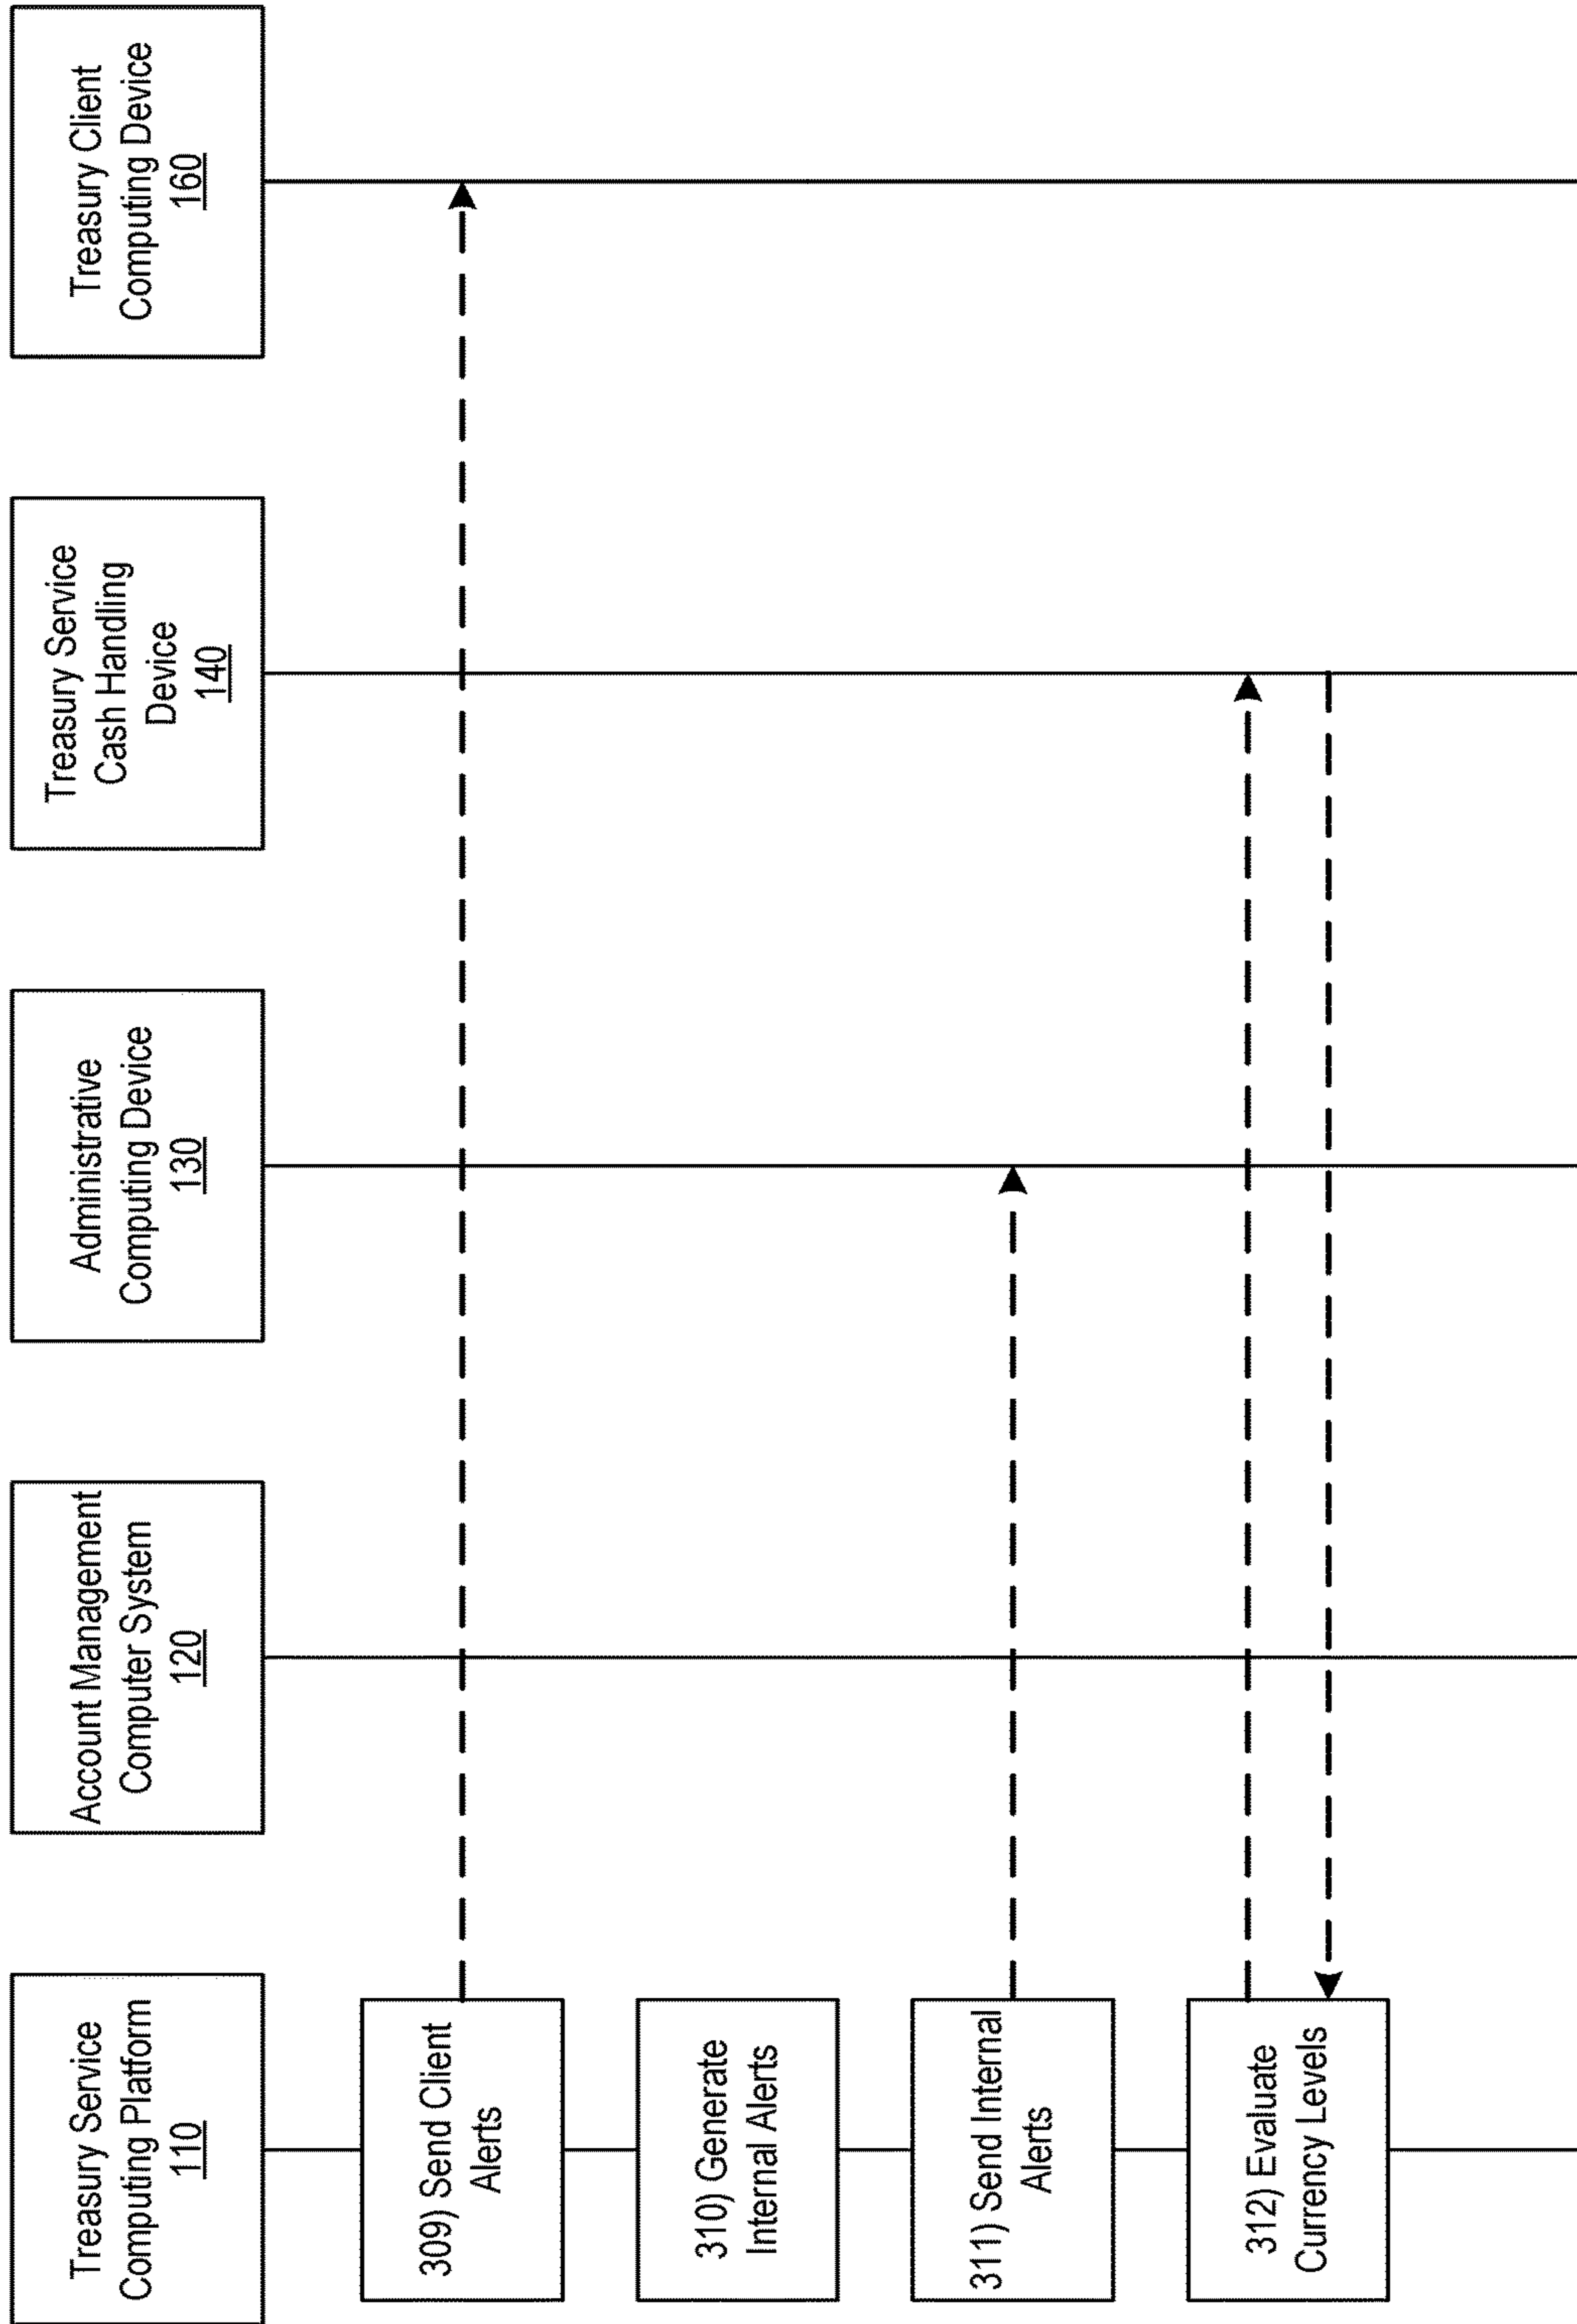 Treasury Service
Computing Platform
110
Account Management
Computer System
120
Administrative
Computing Device
130
Treasury Service
Cash Handling
Device
140
Treasury Client
Computing Device
160
309) Send Client
Alerts
310) Generate
Internal Alerts
311) Send Internal
Alerts
312) Evaluate
Currency Levels